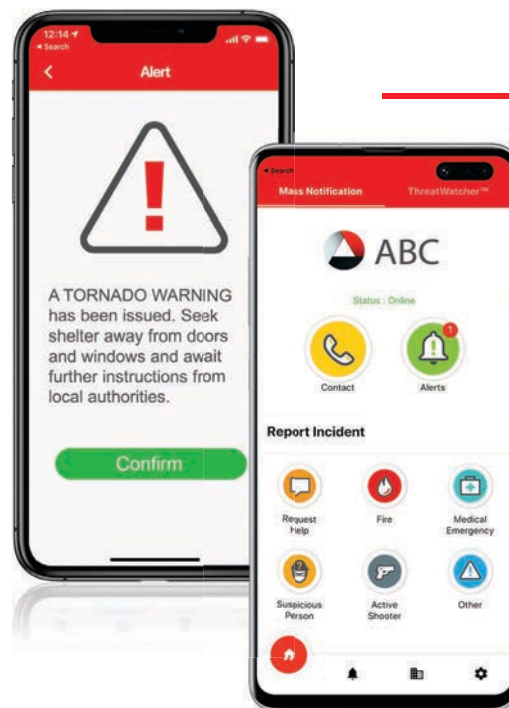 12:14
Search
Alert
A TORNADO WARNING
has been issued. Seek
shelter away from doors
and windows and await
further instructions from
local authorities.
Confirm
Search
Mass Notification ThreatWatcher™
ABC
Status : Online
1
Contact Alerts
Report Incident
Request Fire Medical
Help Emergency
Suspicious Active Other
Person Shooter